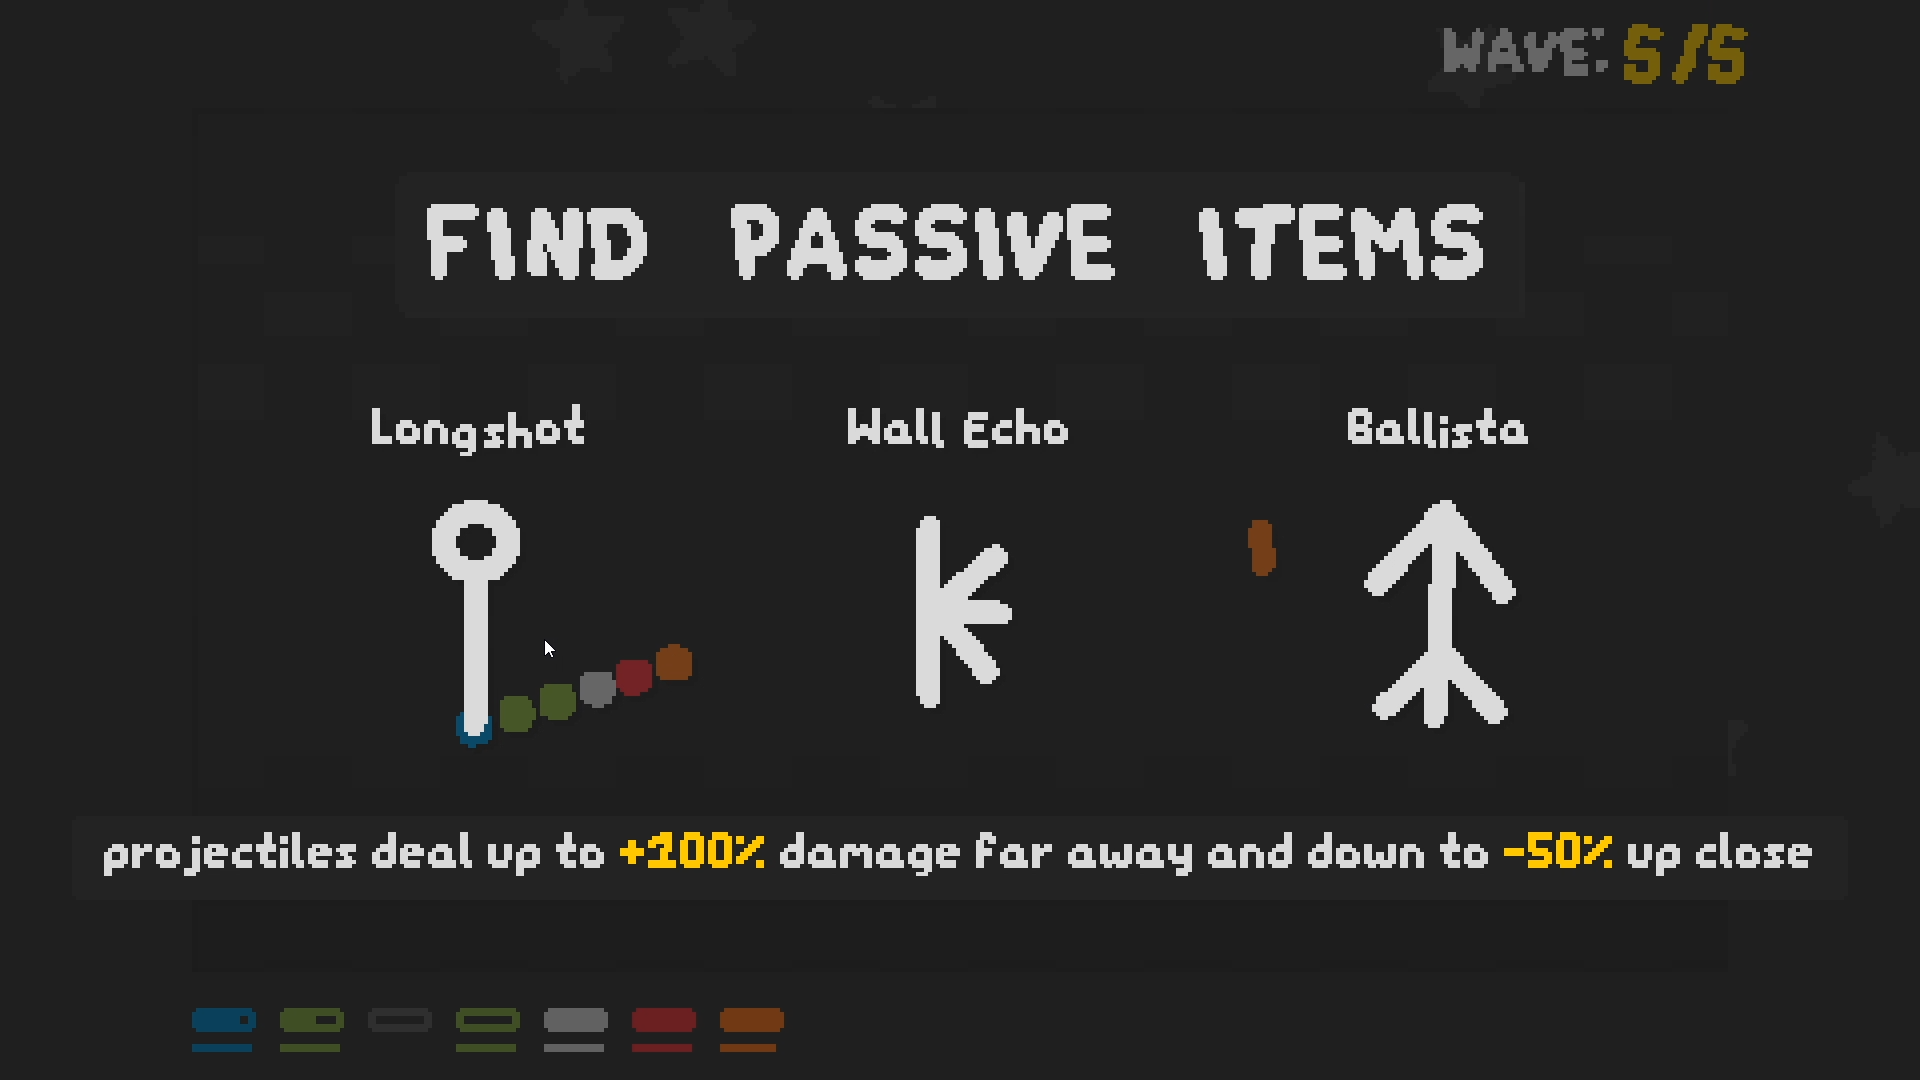 WAVE: 5/5
FIND PASSIVE ITEMS
Longshot
Wall Echo
Ballista
projectiles deal up to +100% damage far away and down to -50% up close